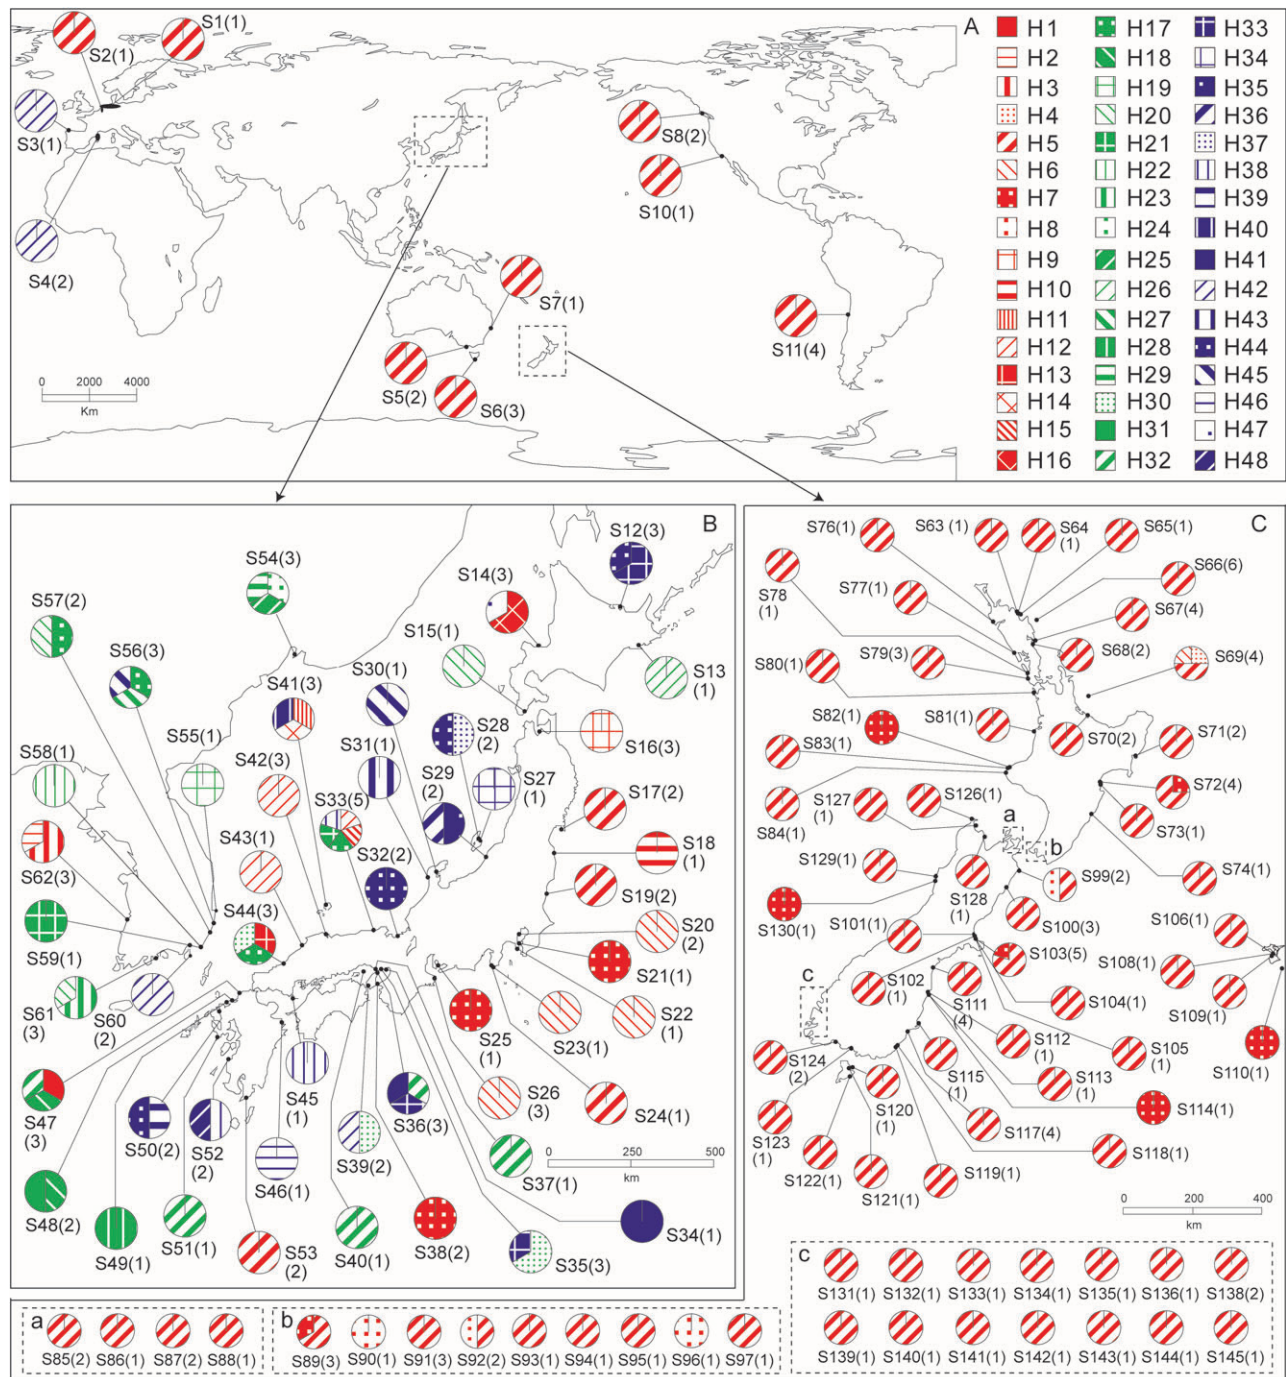 A
S1(1)
S2(1)
S3(1)
S4(2)
S5(2)
S6(3)
S7(1)
S8(2)
S10(1)
S11(4)
0 2000 4000
Km
H1 H17 H33
H2 H18 H34
H3 H19 H35
H4 H20 H36
H5 H21 H37
H6 H22 H38
H7 H23 H39
H8 H24 H40
H9 H25 H41
H10 H26 H42
H11 H27 H43
H12 H28 H44
H13 H29 H45
H14 H30 H46
H15 H31 H47
H16 H32 H48
B
S12(3)
S54(3)
S14(3)
S57(2)
S56(3)
S15(1)
S13
(1)
S41(3)
S30(1)
S28
(2)
S16(3)
S58(1)
S55(1)
S42(3)
S31(1)
S29
(2)
S27
(1)
S17(2)
S33(5)
S18
(1)
S43(1)
S32(2)
S62(3)
S19(2)
S44(3)
S20
(2)
S59(1)
S21(1)
S61
(3)
S60
(2)
S25
(1)
S23(1)
S22
(1)
S45
(1)
S26
(3)
S24(1)
S47
(3)
S50(2)
S52
(2)
S46(1)
S39(2)
S36(3)
S37(1)
0 250 500
km
S48(2)
S49(1)
S51(1)
S53
(2)
S40(1)
S38(2)
S35(3)
S34(1)
C
S76(1)
S63 (1)
S64
(1)
S65(1)
S78
(1)
S77(1)
S66(6)
S67(4)
S80(1)
S79(3)
S68(2)
S69(4)
S82(1)
S81(1)
S70(2)
S71(2)
S83(1)
S72(4)
S84(1)
S127
(1)
S126(1)
a
b
S73(1)
S129(1)
S128
(1)
S99(2)
S74(1)
S130(1)
S101(1)
S100(3)
S106(1)
S103(5)
S108(1)
c
S102
(1)
S111
(4)
S104(1)
S109(1)
S110(1)
S124
(2)
S112
(1)
S105
(1)
S115
(1)
S113
(1)
S114(1)
S123
(1)
S120
(1)
S117(4)
S122(1)
S121(1)
S119(1)
S118(1)
0 200 400
km
a
S85(2) S86(1) S87(2) S88(1)
b
S89(3) S90(1) S91(3) S92(2) S93(1) S94(1) S95(1) S96(1) S97(1)
c
S131(1) S132(1) S133(1) S134(1) S135(1) S136(1) S138(2)
S139(1) S140(1) S141(1) S142(1) S143(1) S144(1) S145(1)